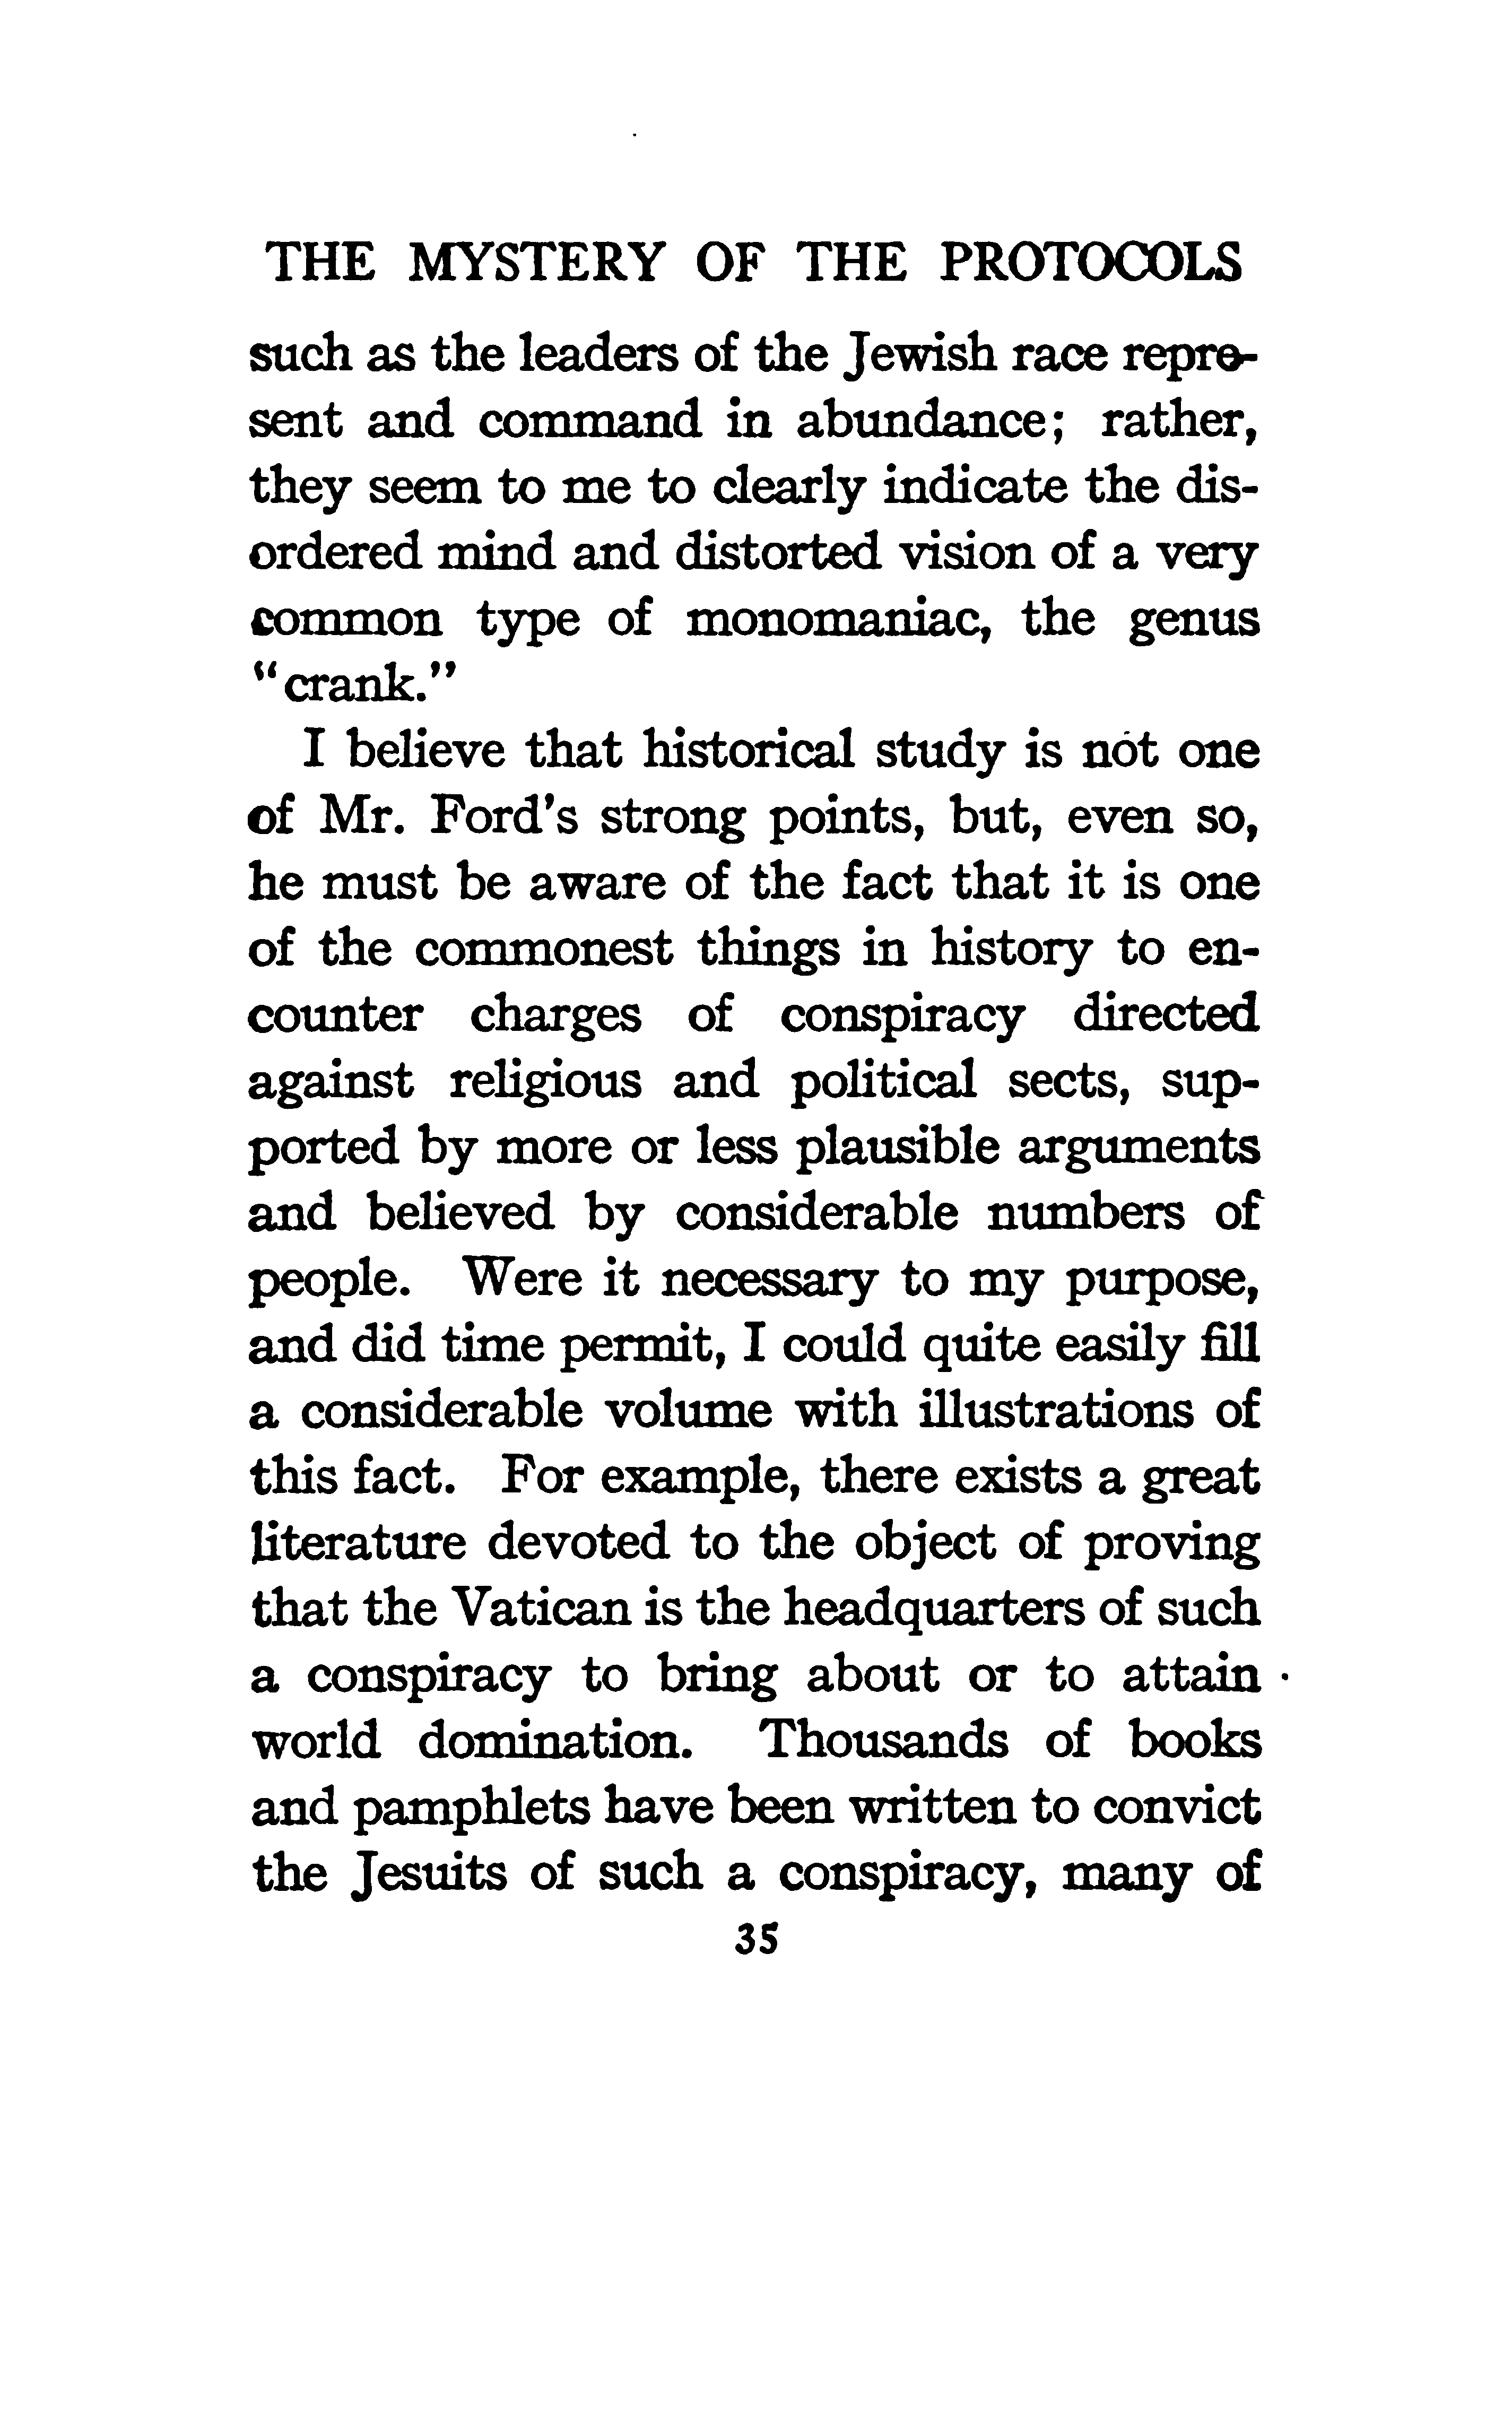 THE MYSTERY OF THE PROTOCOLS
such as the leaders of the Jewish race repre-
sent and command in abundance; rather,
they seem to me to clearly indicate the dis-
ordered mind and distorted vision of a very
common type of monomaniac, the genus
"crank."
I believe that historical study is not one
of Mr. Ford's strong points, but, even so,
he must be aware of the fact that it is one
of the commonest things in history to en-
counter charges of conspiracy directed
against religious and political sects, sup-
ported by more or less plausible arguments
and believed by considerable numbers of
people. Were it necessary to my purpose,
and did time permit, I could quite easily fill
a considerable volume with illustrations of
this fact. For example, there exists a great
literature devoted to the object of proving
that the Vatican is the headquarters of such
a conspiracy to bring about or to attain
world domination. Thousands of books
and pamphlets have been written to convict
the Jesuits of such a conspiracy, many of
35